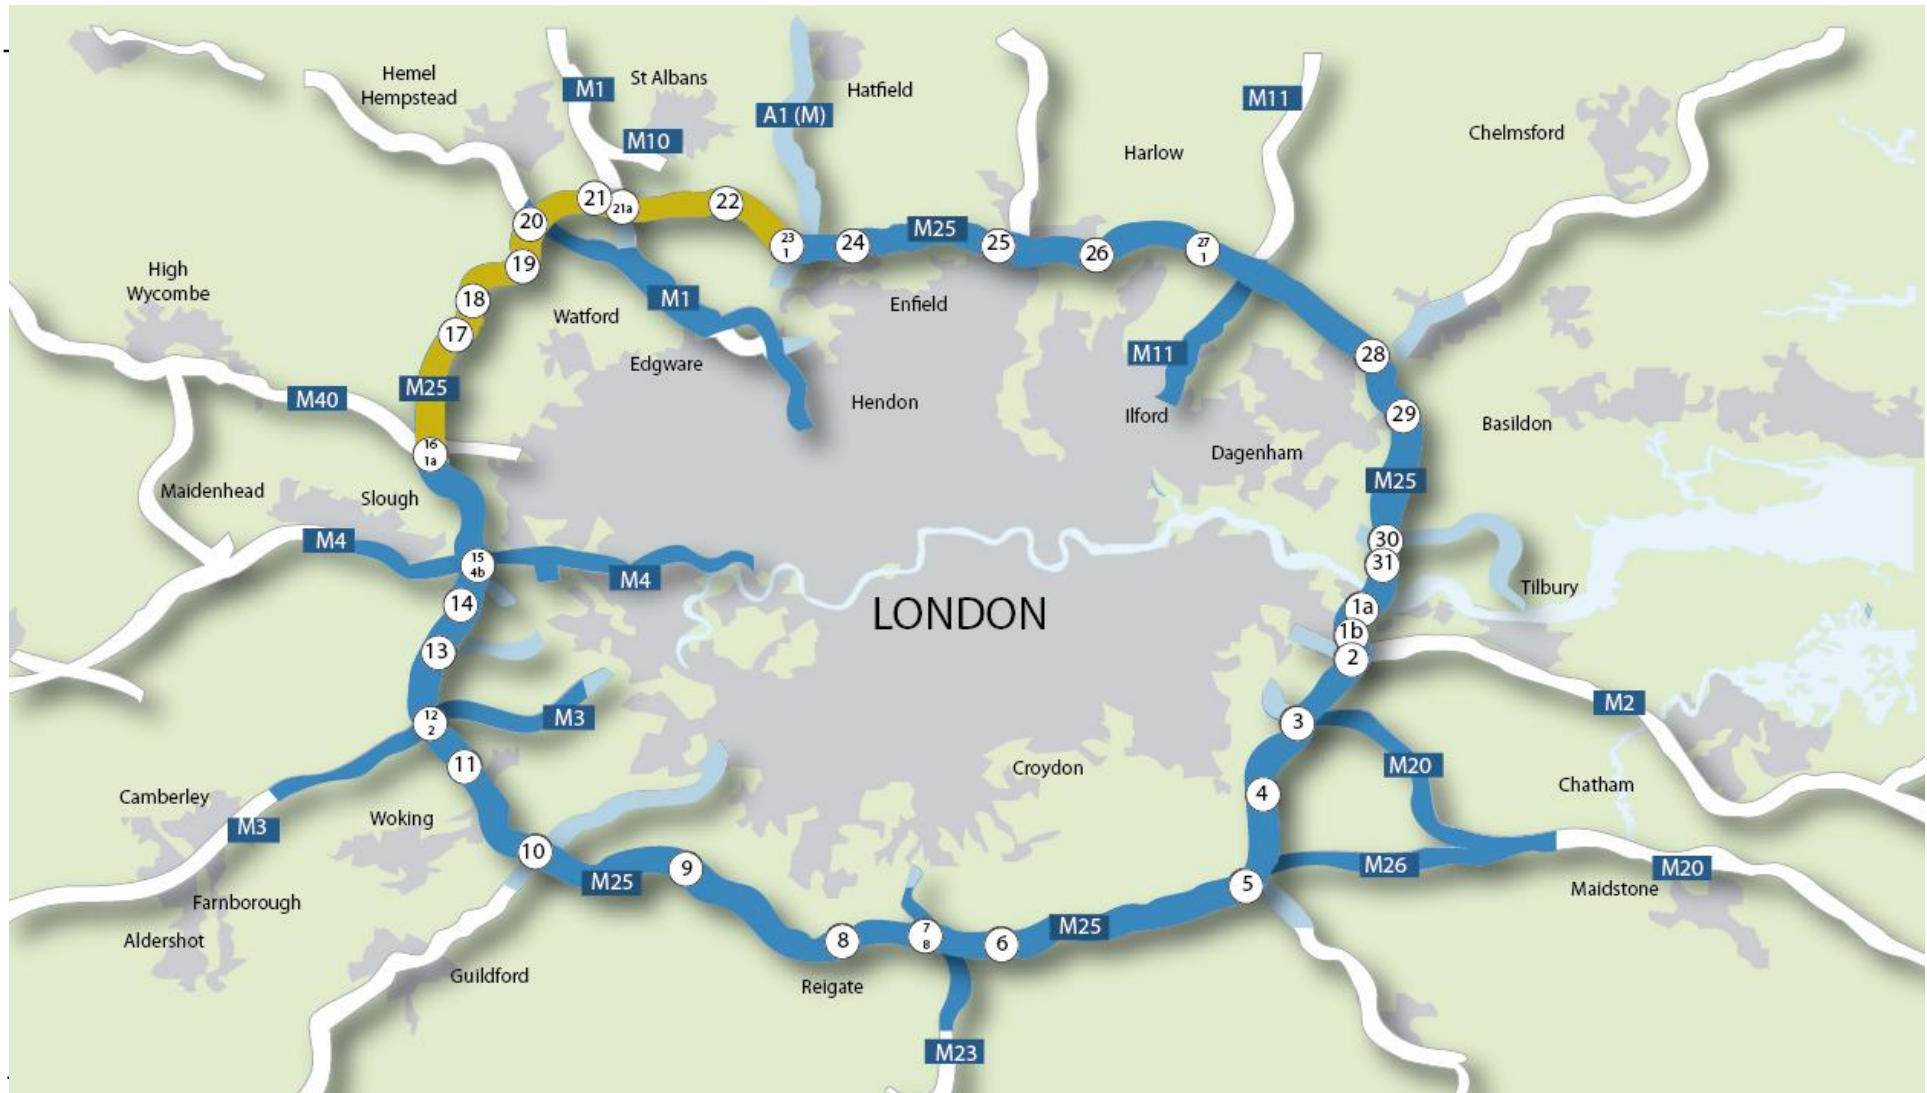 Hemel
Hempstead
M1
St Albans
M10
A1 (M)
Hatfield
M11
Harlow
Chelmsford
21
21a
22
20
23
1
24
M25
25
26
27
1
19
High
Wycombe
18
17
Watford
M1
Enfield
Edgware
M11
28
M25
M40
Hendon
Ilford
29
Basildon
16
1a
Dagenham
M25
Maidenhead
Slough
M4
15
4b
M4
30
31
Tilbury
14
LONDON
1a
1b
13
2
M2
12
2
M3
3
11
Croydon
M20
Chatham
Camberley
4
M3
Woking
10
9
M25
M26
M20
5
Maidstone
Farnborough
Aldershot
8
7
8
6
M25
Guildford
Reigate
M23